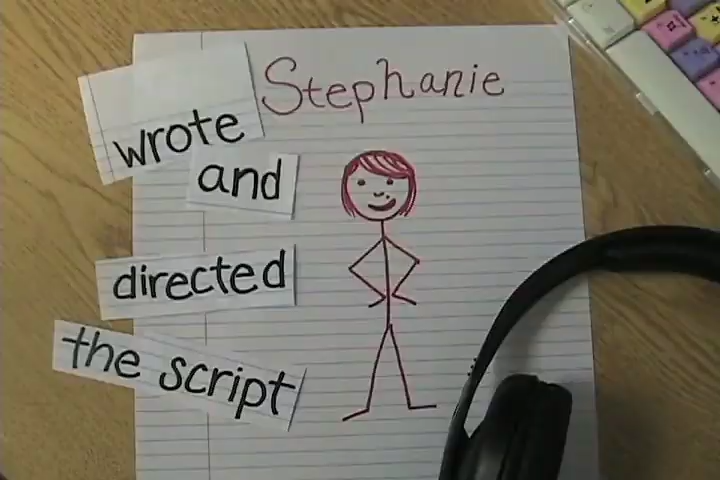 Stephanie
wrote
and
directed
the script